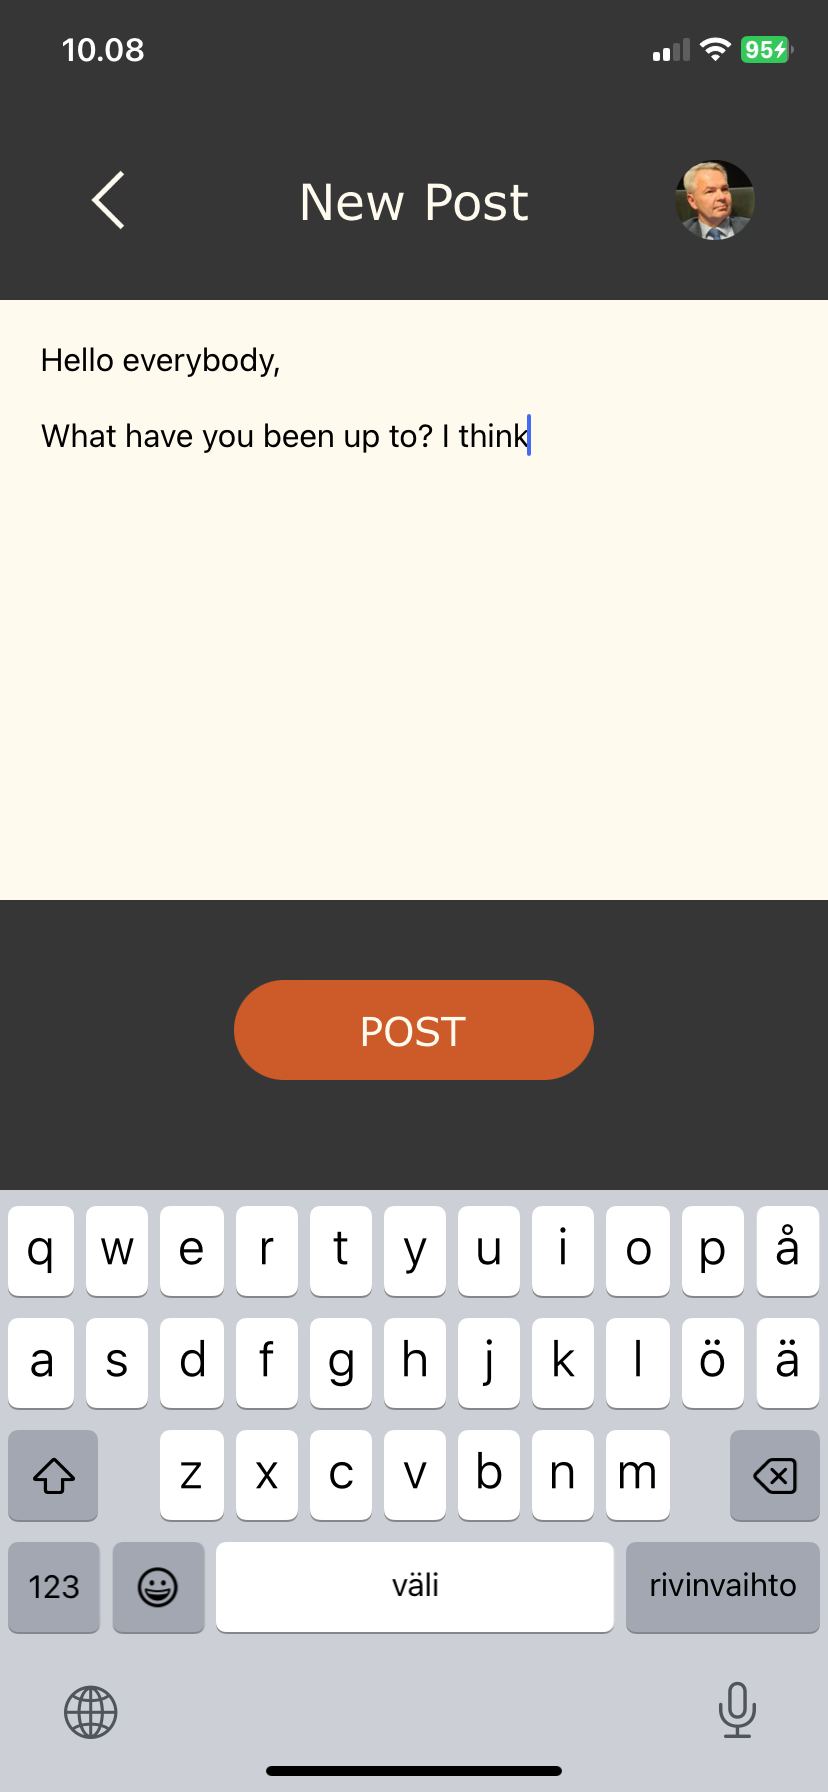 10.08
95
New Post
Hello everybody,
What have you been up to? I think
POST
q w e r t y u i o p å
a s d f g h j k l ö ä
z x c v b n m
123 väli rivinvaihto